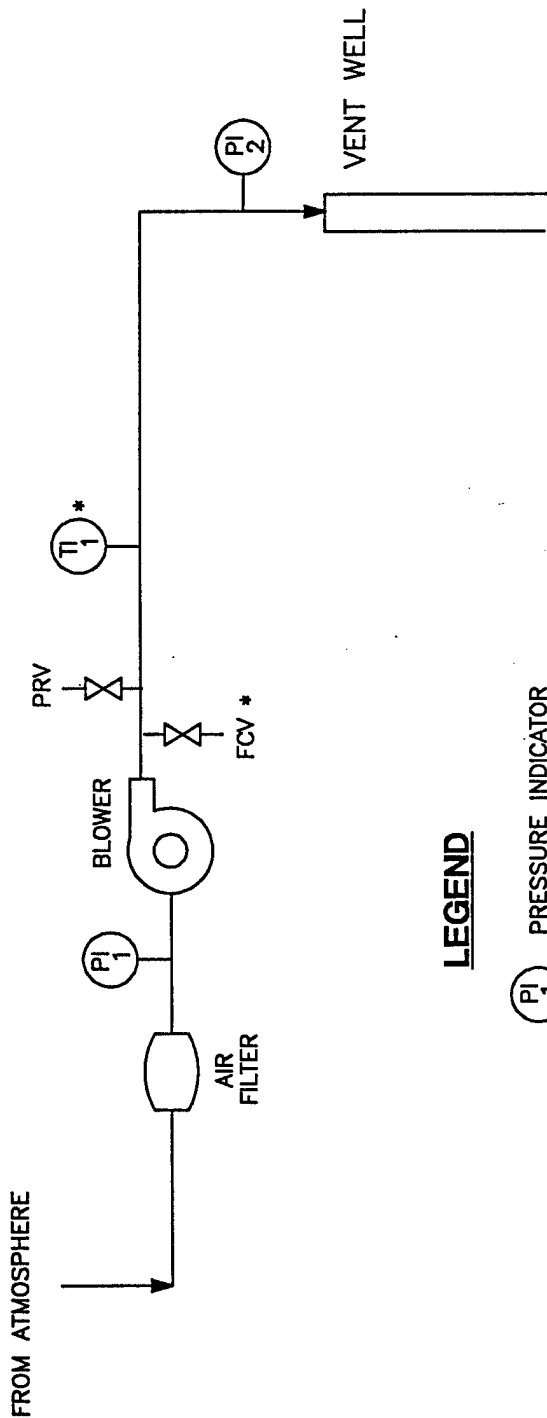 FROM ATMOSPHERE
AIR
FILTER
PI
1
BLOWER
FCV *
PRV
TI
1
*
PI
2
VENT WELL
LEGEND
PI
1
PRESSURE INDICATOR